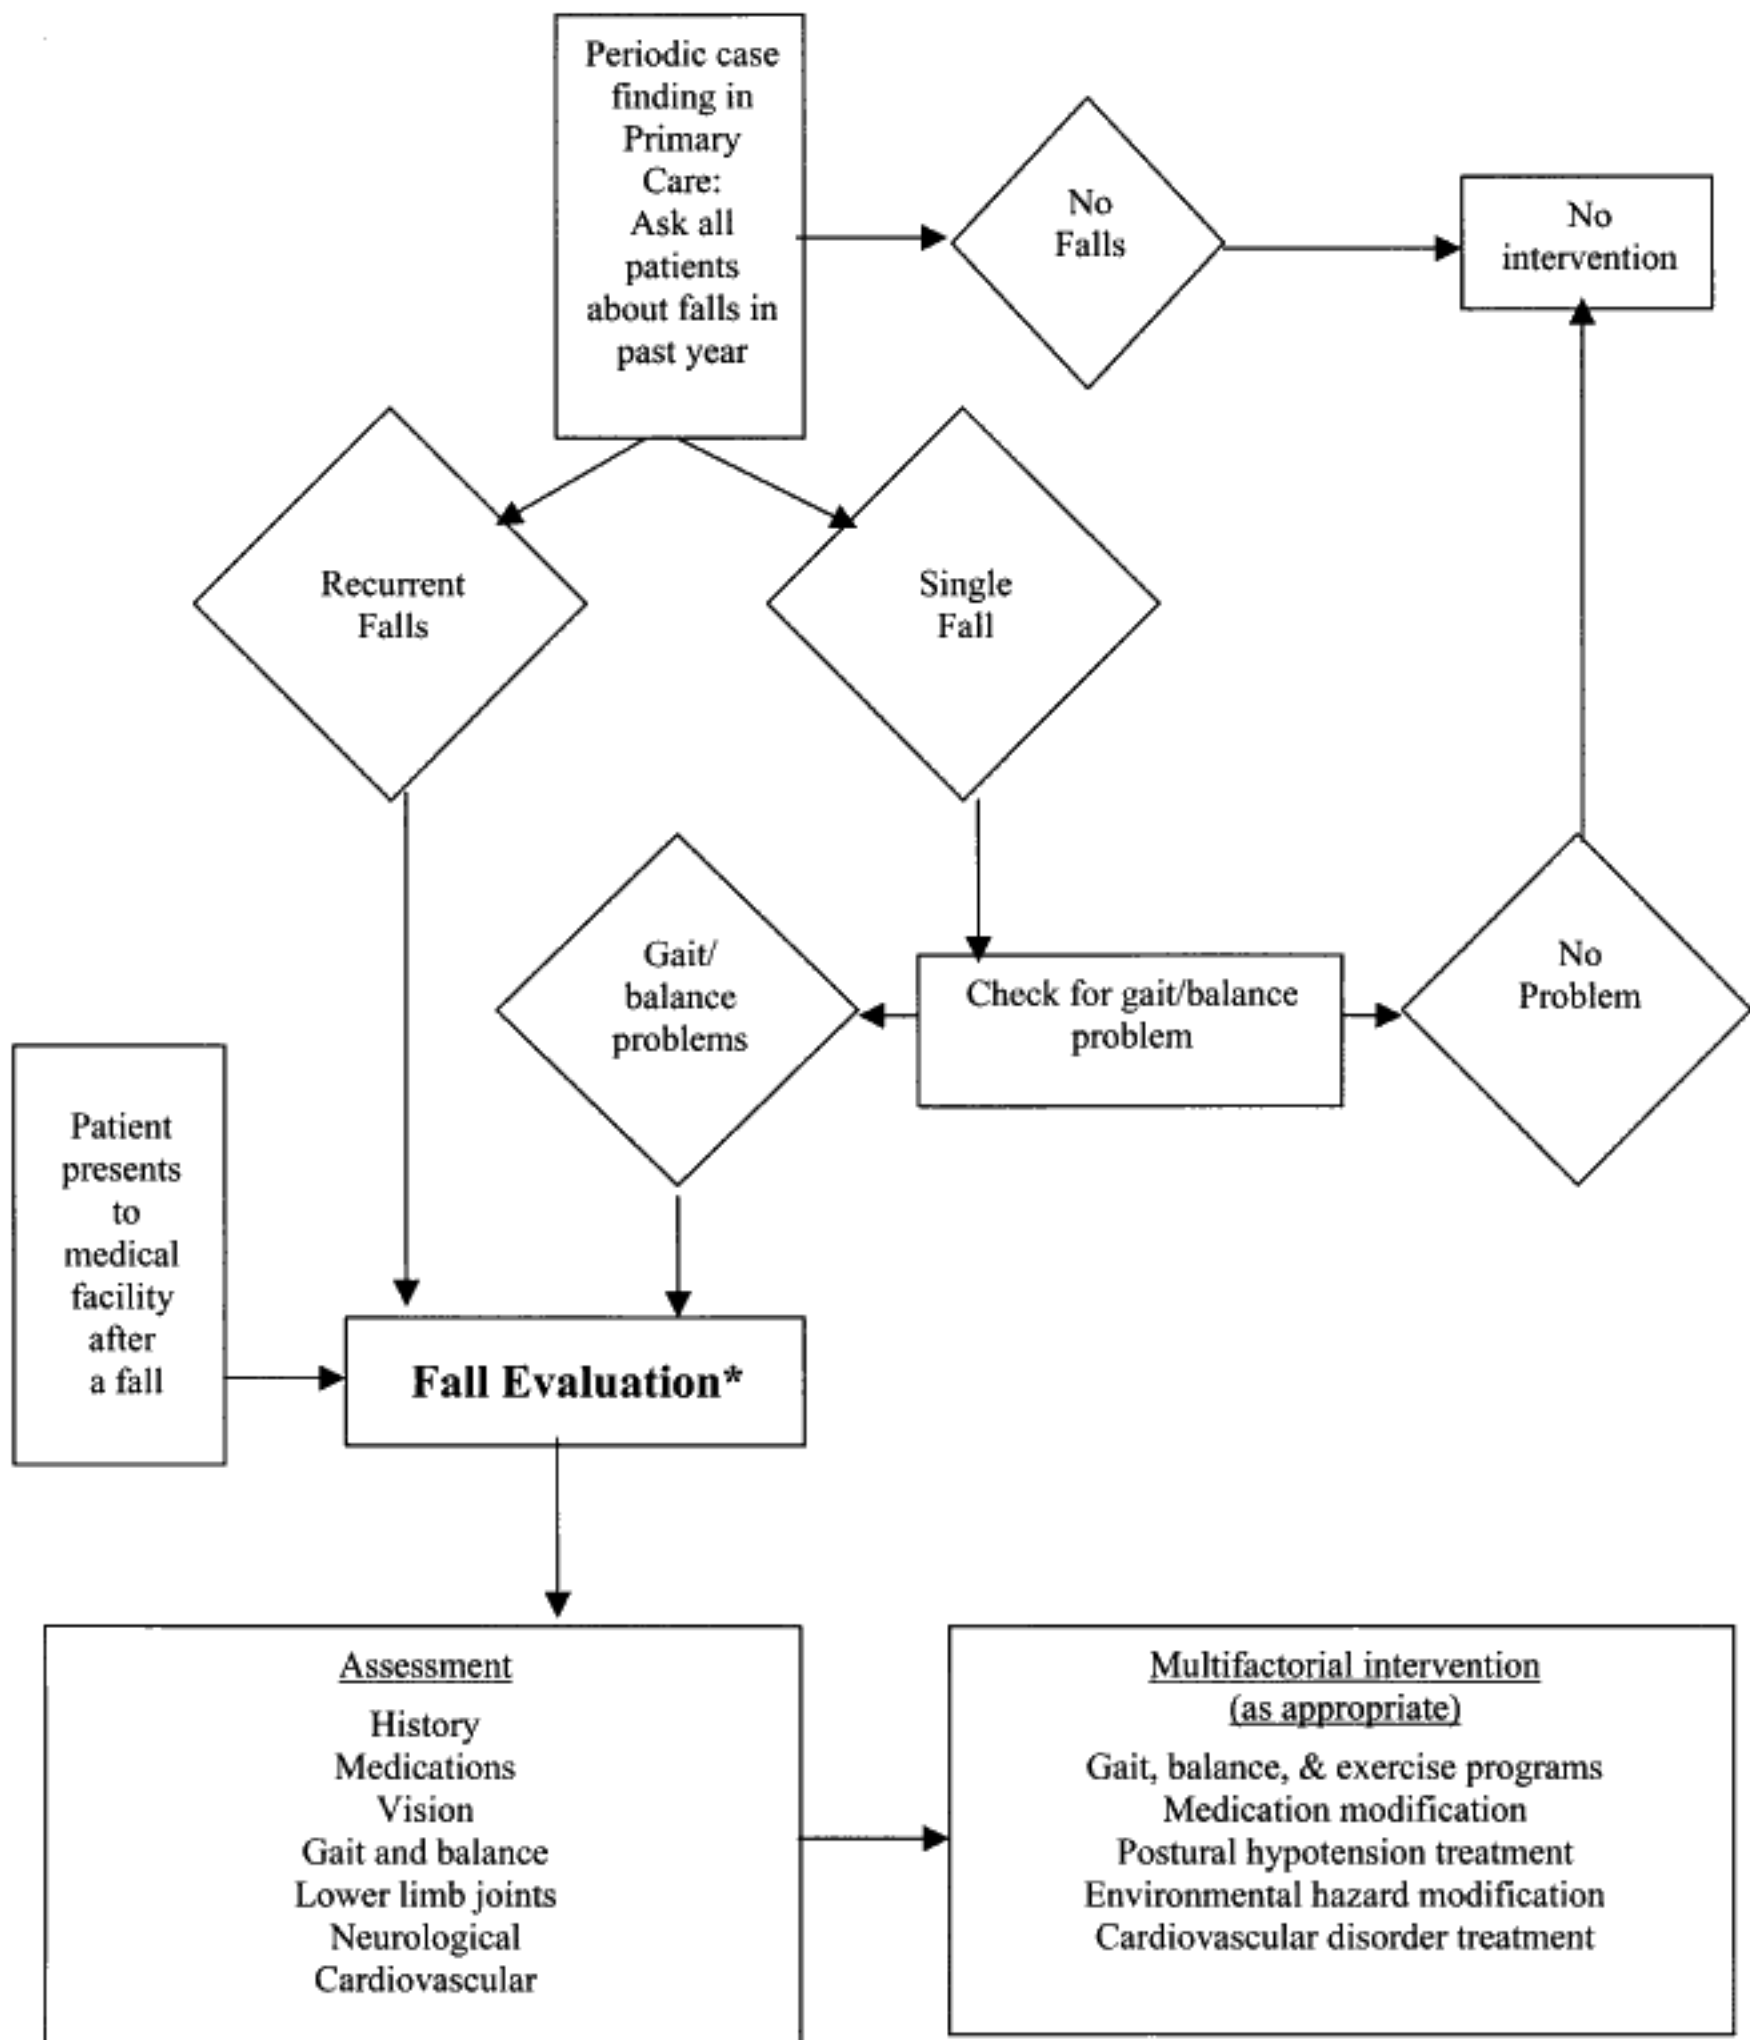 Periodic case
finding in
Primary
Care:
Ask all
patients
about falls in
past year
No
Falls
No
intervention
Recurrent
Falls
Single
Fall
Gait/
balance
problems
Check for gait/balance
problem
No
Problem
Patient
presents
to
medical
facility
after
a fall
Fall Evaluation*
Assessment
History
Medications
Vision
Gait and balance
Lower limb joints
Neurological
Cardiovascular
Multifactorial intervention
(as appropriate)
Gait, balance, & exercise programs
Medication modification
Postural hypotension treatment
Environmental hazard modification
Cardiovascular disorder treatment